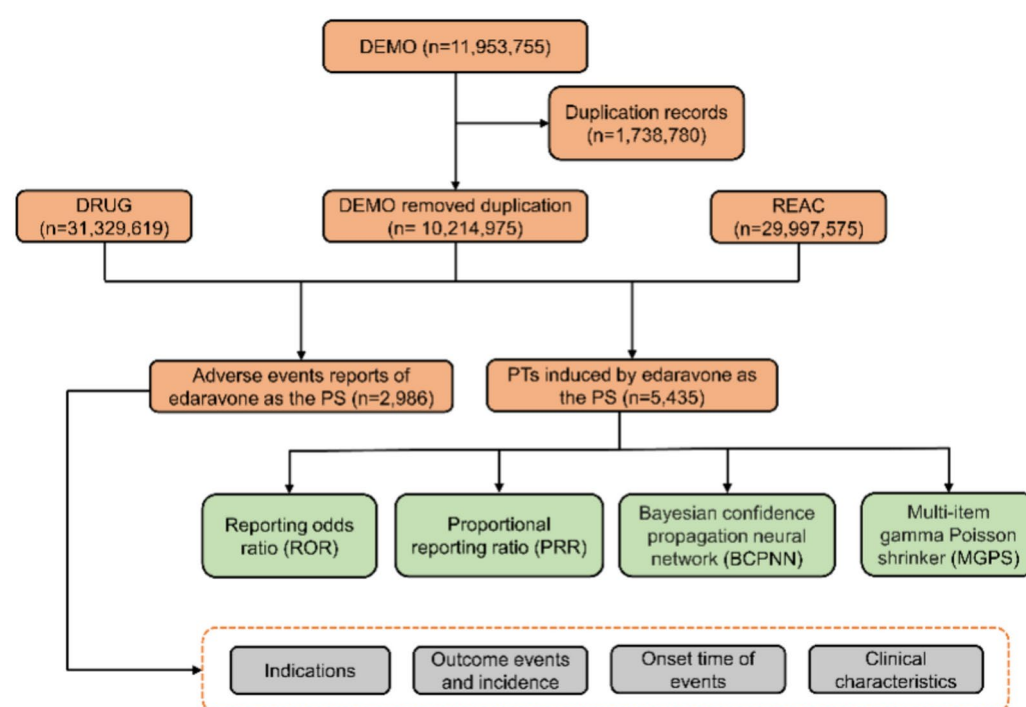 DEMO (n=11,953,755)
Duplication records
(n=1,738,780)
DRUG
(n=31,329,619)
DEMO removed duplication
(n= 10,214,975)
REAC
(n=29,997,575)
Adverse events reports of
edaravone as the PS (n=2,986)
PTs induced by edaravone as
the PS (n=5,435)
Reporting odds
ratio (ROR)
Proportional
reporting ratio (PRR)
Bayesian confidence
propagation neural
network (BCPNN)
Multi-item
gamma Poisson
shrinker (MGPS)
Indications
Outcome events
and incidence
Onset time of
events
Clinical
characteristics